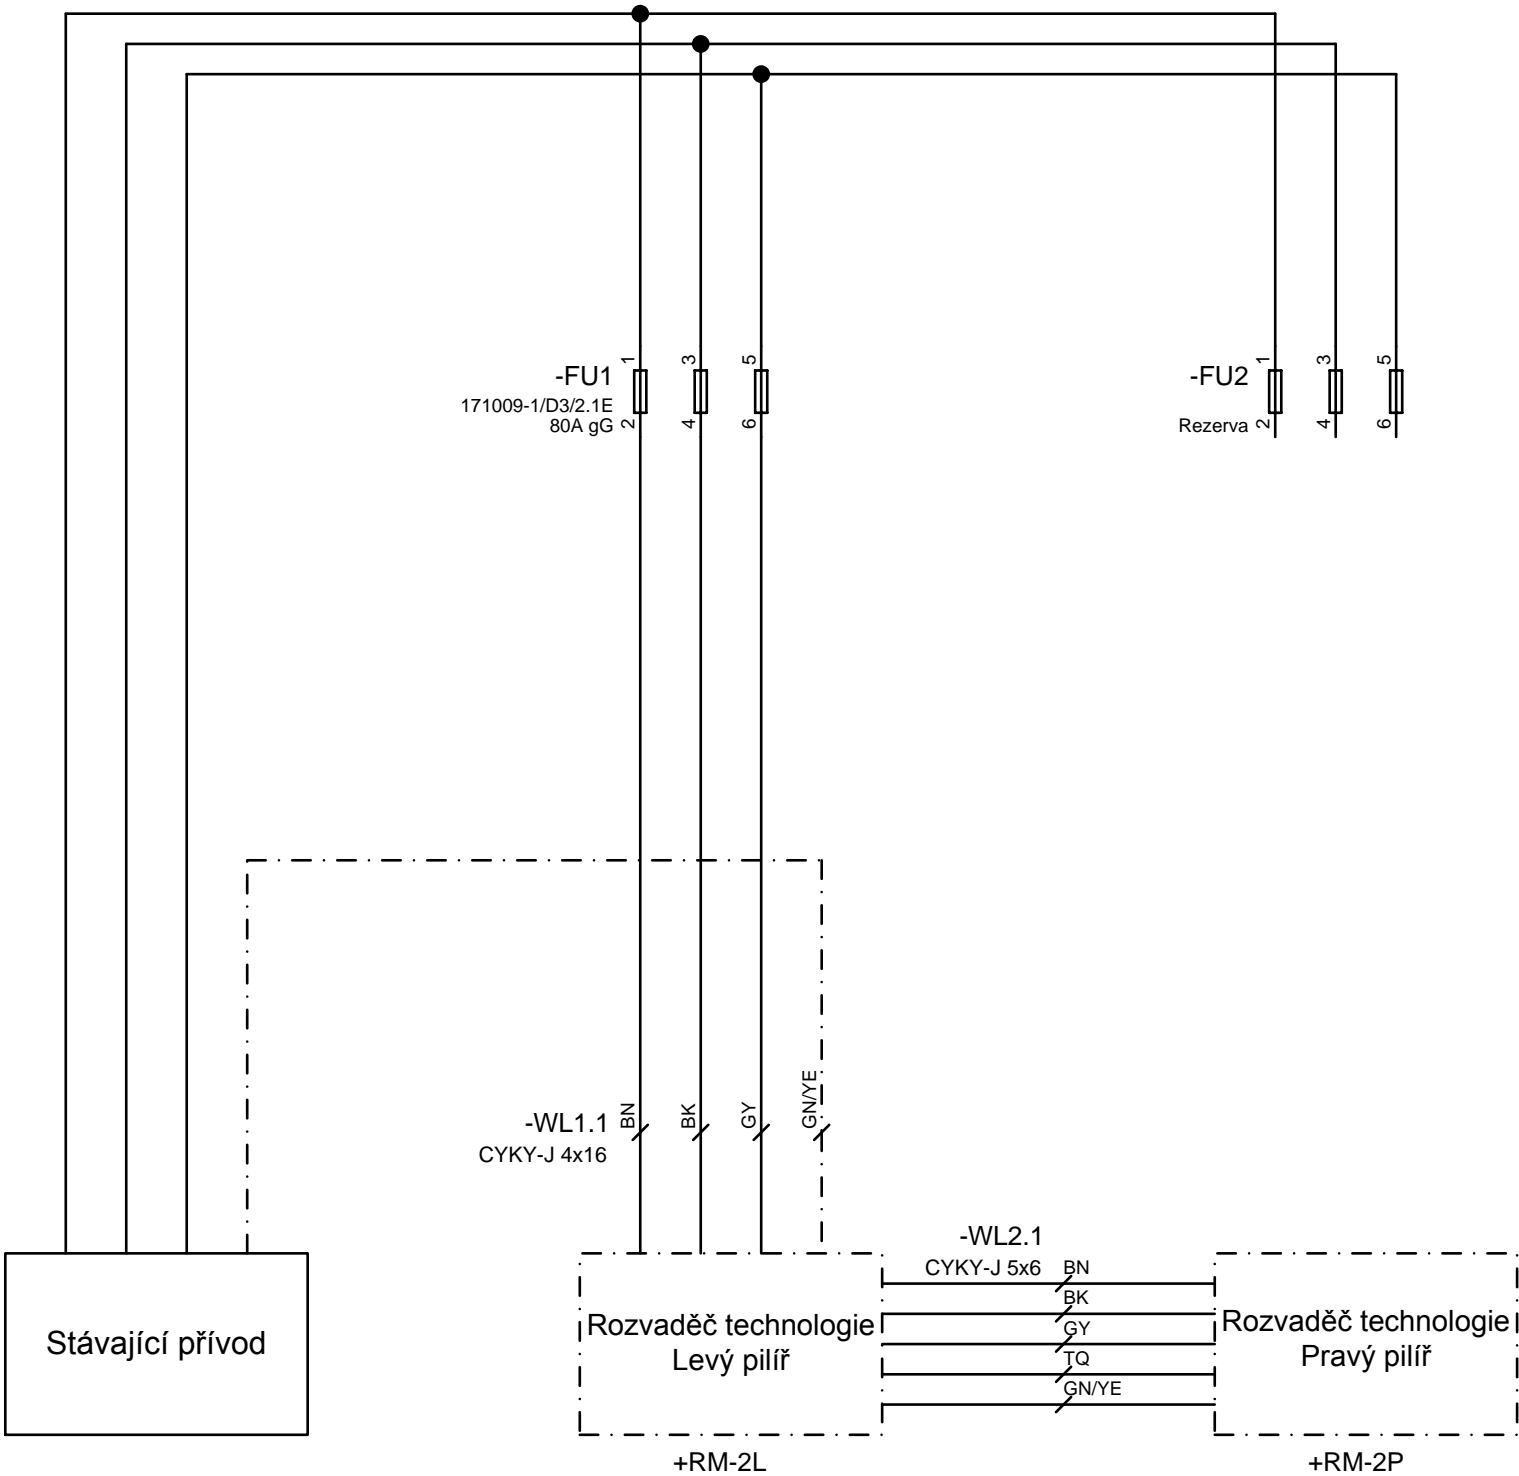 -FU1
171009-1/D3/2.1E
80A gG
1
2
3
4
5
6
-FU2
Rezerva
1
2
3
4
5
6
-WL1.1
CYKY-J 4x16
BN
BK
GY
GN/YE
-WL2.1
CYKY-J 5x6
BN
BK
GY
TQ
GN/YE
Stávající přívod
Rozvaděč technologie
Levý pilíř
+RM-2L
Rozvaděč technologie
Pravý pilíř
+RM-2P